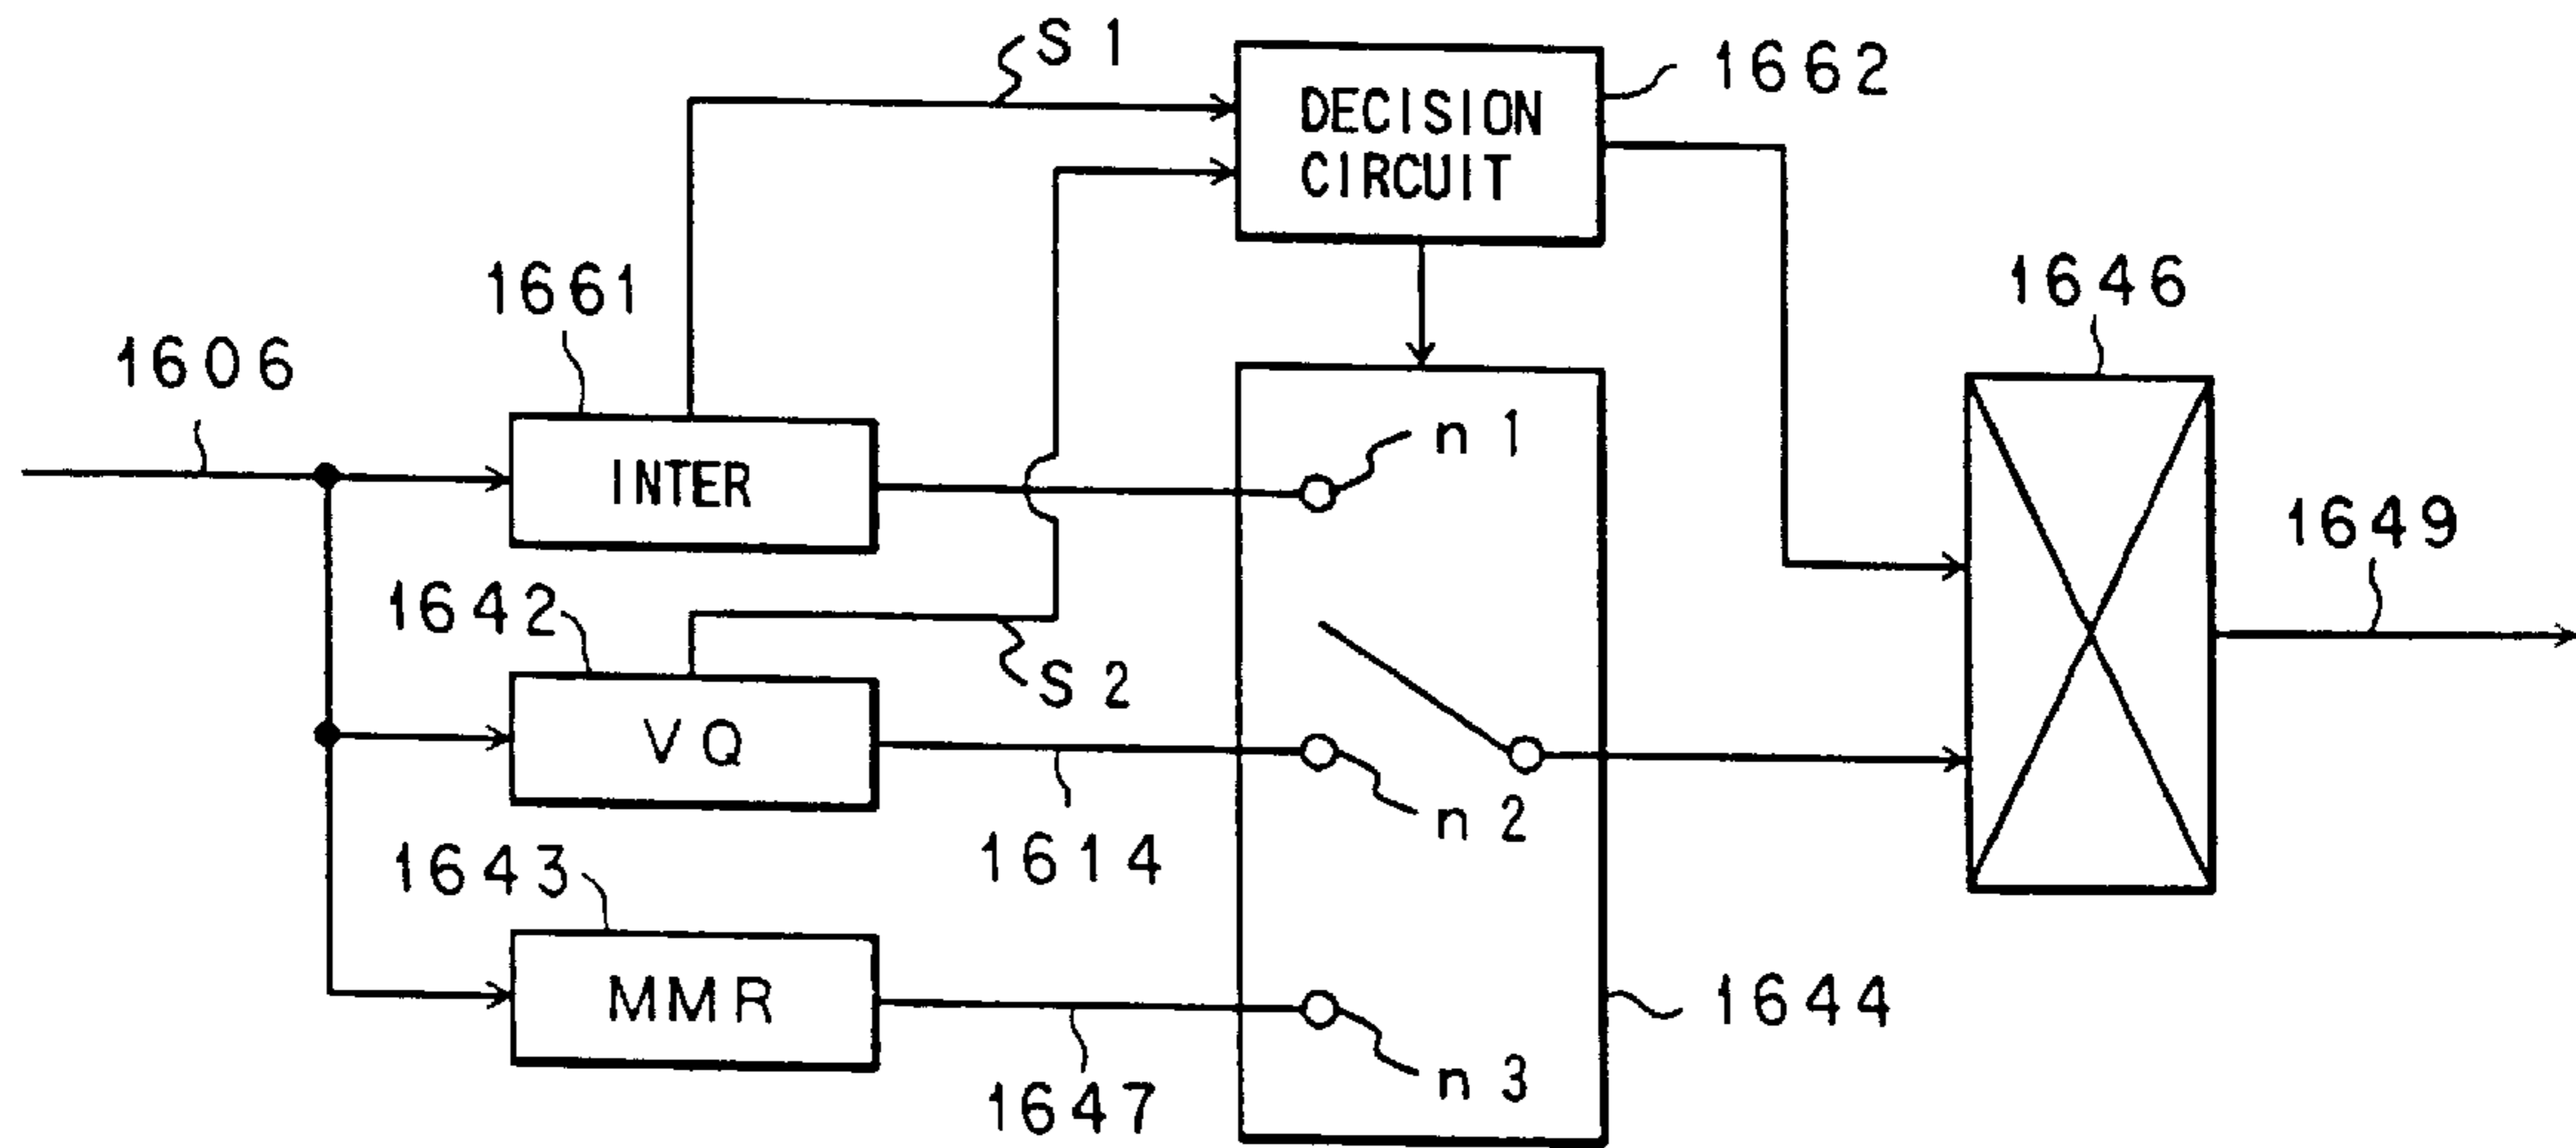 S1
DECISION
CIRCUIT
1662
1661
1646
1606
n1
INTER
1649
1642
S2
VQ
n2
1614
1643
MMR
1644
n3
1647